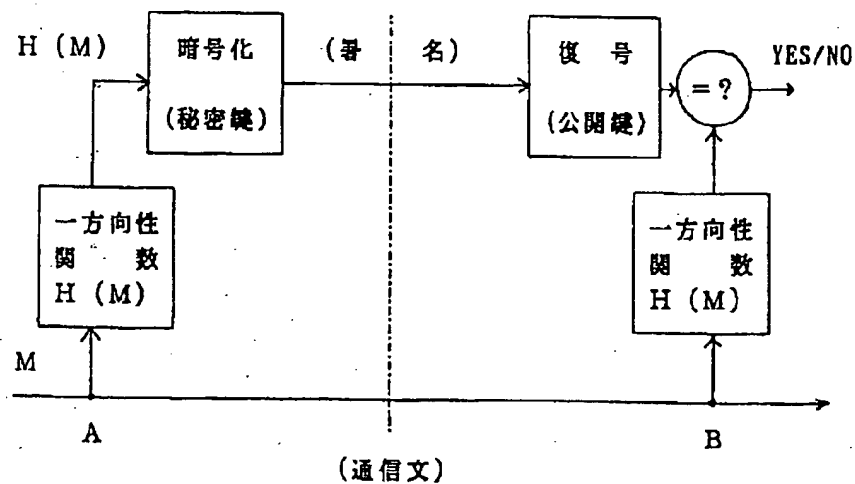 H (M)
暗号化
(秘密鍵)
(署 名)
復 号
(公開鍵)
= ?
YES/NO
一方向性
関 数
H (M)
一方向性
関 数
H (M)
M
A
B
(通信文)